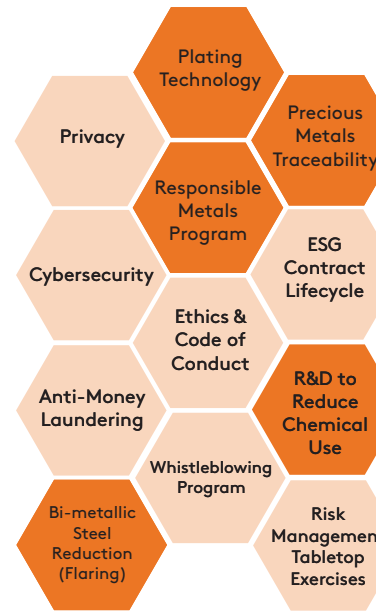 Plating
Technology
Precious
Metals
Traceability
Privacy
Responsible
Metals
Program
ESG
Contract
Lifecycle
Cybersecurity
Ethics &
Code of
Conduct
R&D to
Reduce
Chemical
Use
Anti-Money
Laundering
Whistleblowing
Program
Bi-metallic
Steel
Reduction
(Flaring)
Risk
Managemen
Tabletop
Exercises